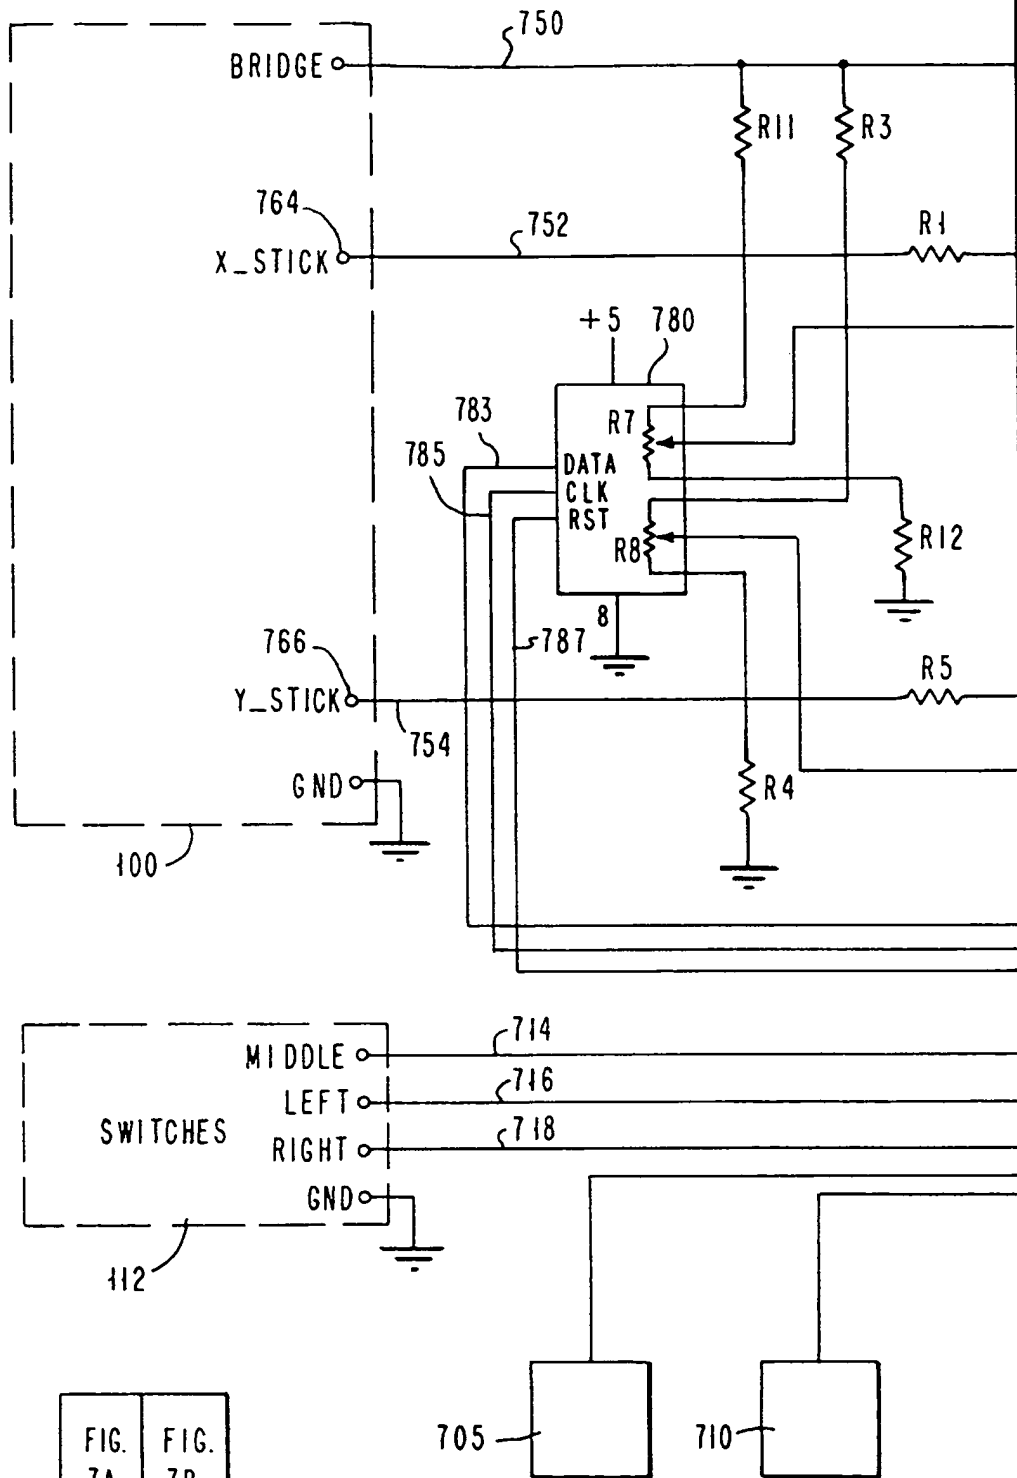 750
BRIDGE
R11
R3
764
752
R1
X_STICK
+5
780
783
R7
785
DATA
CLK
RST
R8
R12
8
787
766
R5
Y_STICK
754
GND
R4
100
714
MIDDLE
716
LEFT
SWITCHES
718
RIGHT
GND
112
705
710
FIG.
7A
FIG.
7B